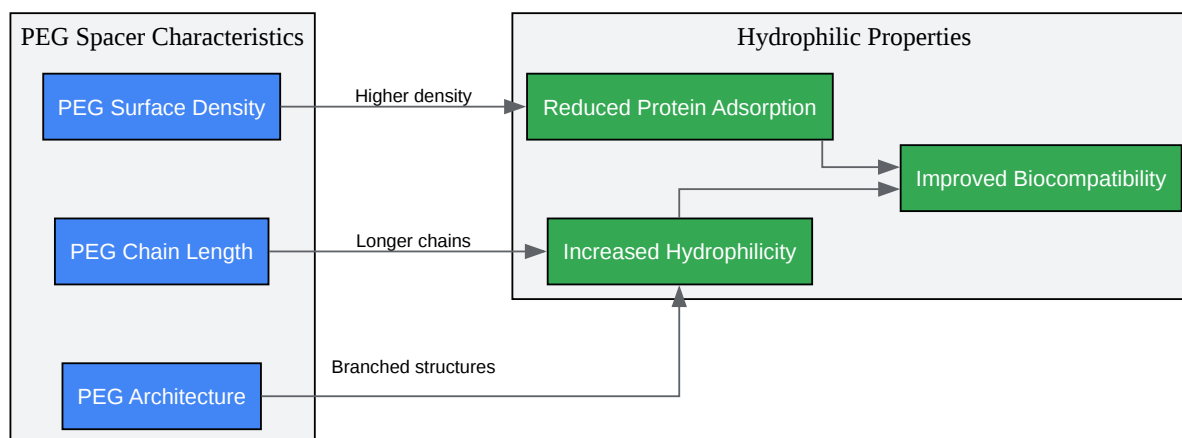 PEG Spacer Characteristics
Hydrophilic Properties
PEG Surface Density
Higher density
Reduced Protein Adsorption
Improved Biocompatibility
PEG Chain Length
Longer chains
Increased Hydrophilicity
Branched structures
PEG Architecture